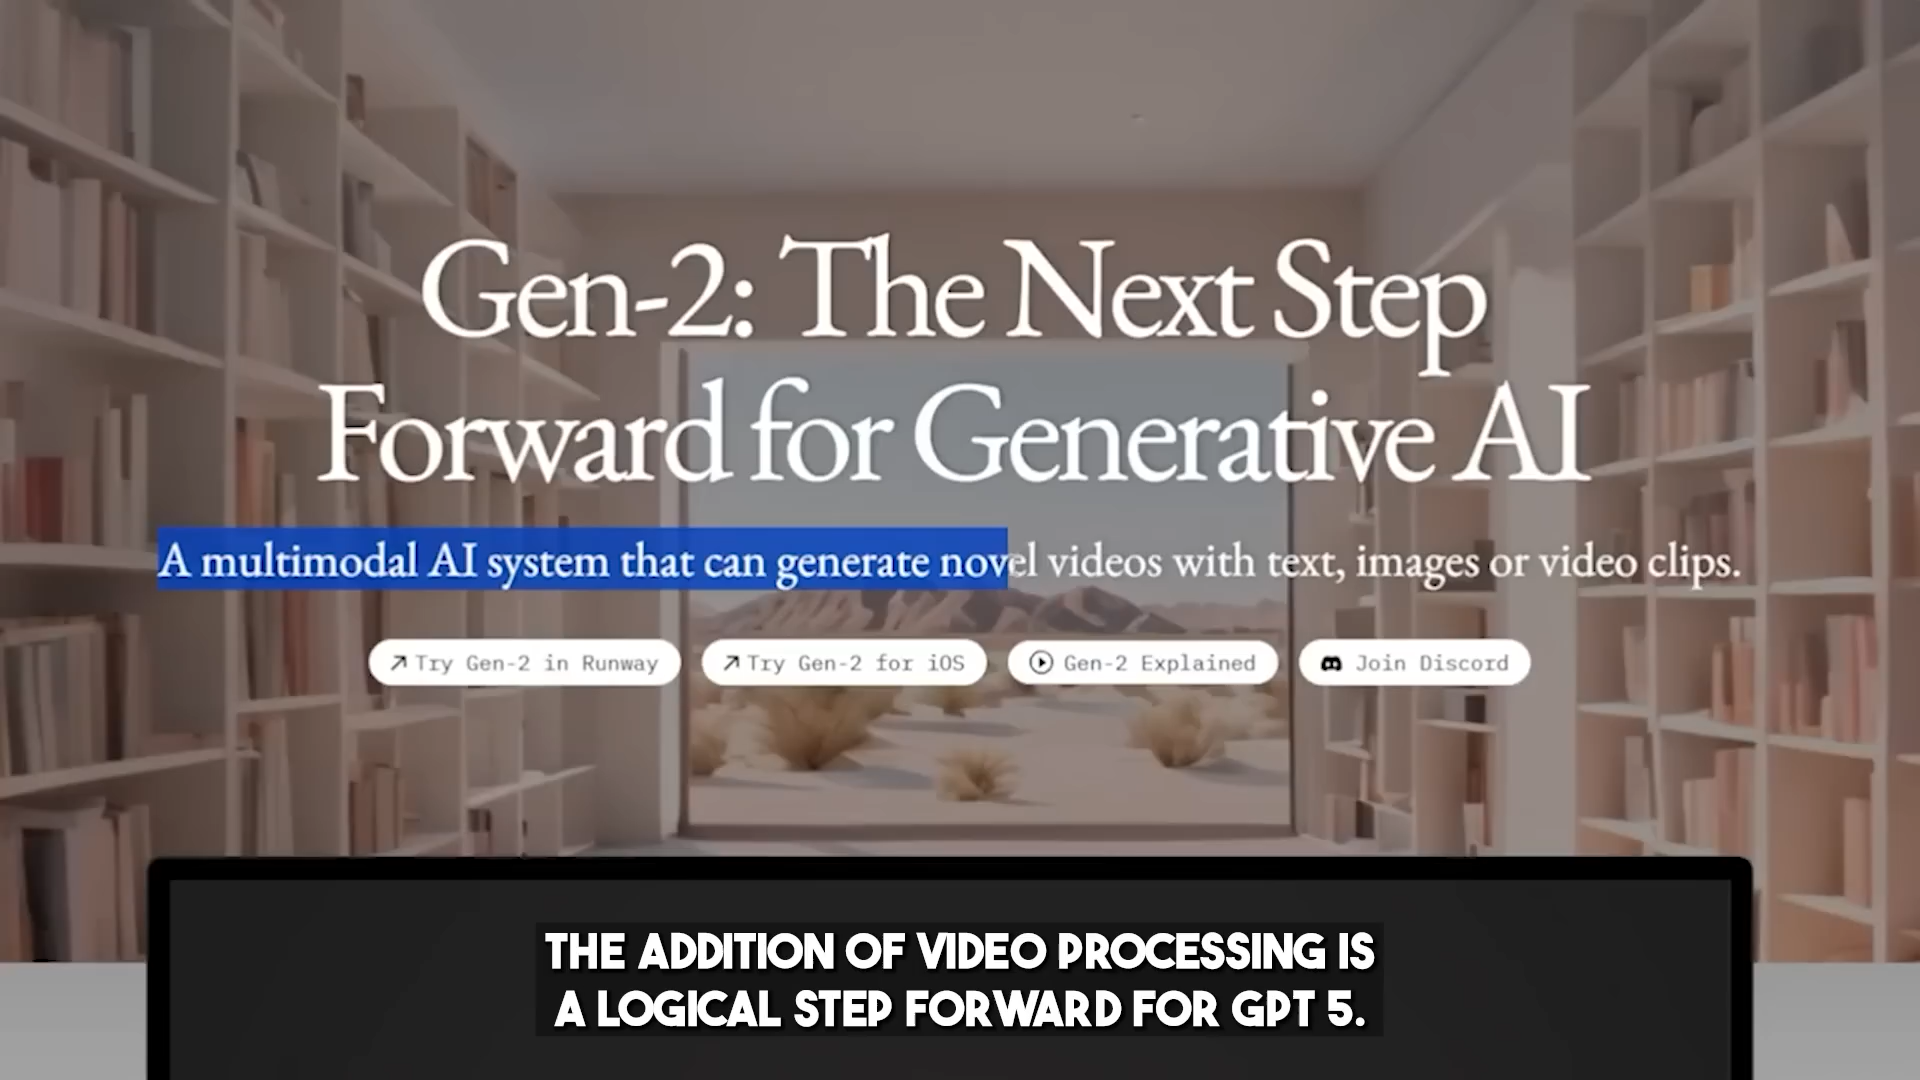 Gen-2: The Next Step
Forward for Generative AI
A multimodal AI system that can generate novel videos with text, images or video clips.
Try Gen-2 in Runway
Try Gen-2 for iOS
Gen-2 Explained
Join Discord
THE ADDITION OF VIDEO PROCESSING IS
A LOGICAL STEP FORWARD FOR GPT 5.